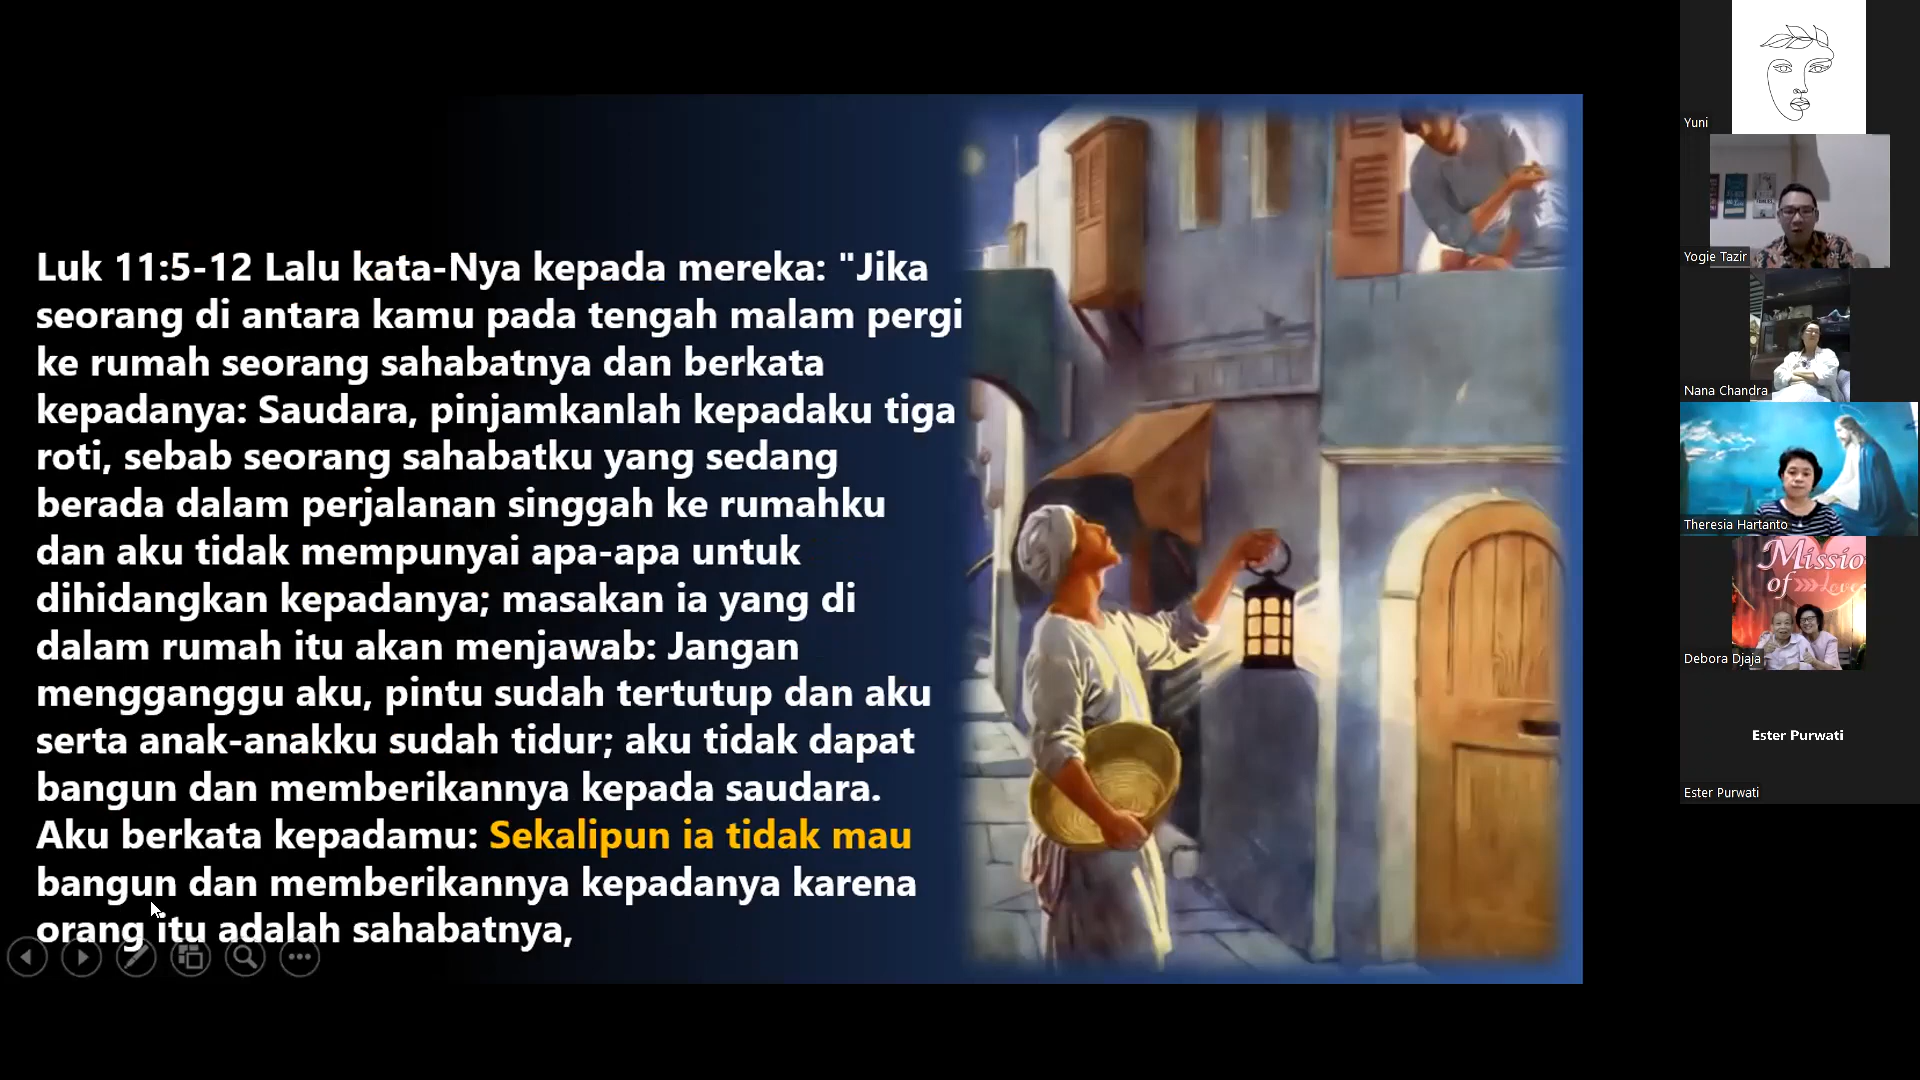 Luk 11:5-12 Lalu kata-Nya kepada mereka: "Jika
seorang di antara kamu pada tengah malam pergi
ke rumah seorang sahabatnya dan berkata
kepadanya: Saudara, pinjamkanlah kepadaku tiga
roti, sebab seorang sahabatku yang sedang
berada dalam perjalanan singgah ke rumahku
dan aku tidak mempunyai apa-apa untuk
dihidangkan kepadanya; masakan ia yang di
dalam rumah itu akan menjawab: Jangan
mengganggu aku, pintu sudah tertutup dan aku
serta anak-anakku sudah tidur; aku tidak dapat
bangun dan memberikannya kepada saudara.
Aku berkata kepadamu: Sekalipun ia tidak mau
bangun dan memberikannya kepadanya karena
orang itu adalah sahabatnya,
Yuni
Yogie Tazir
Nana Chandra
Theresia Hartanto
Missio
of Love
Debora Djaja
Ester Purwati
Ester Purwati